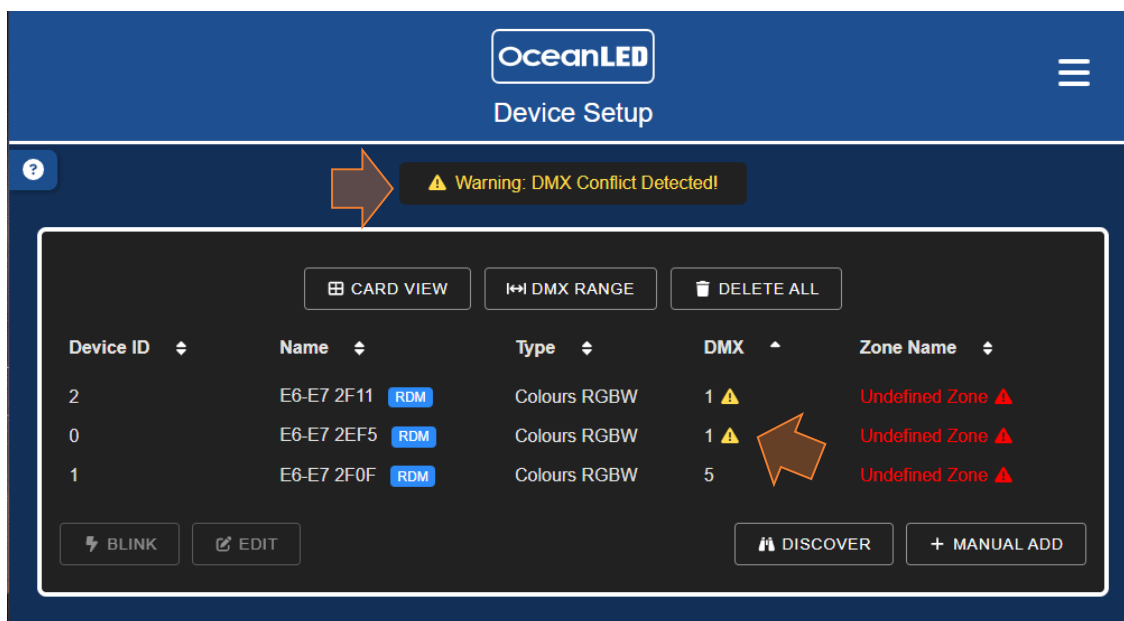 OceanLED
Device Setup
?
Warning: DMX Conflict Detected!
CARD VIEW DMX RANGE DELETE ALL
Device ID Name Type DMX Zone Name
2 E6-E7 2F11 RDM Colours RGBW 1 Undefined Zone
0 E6-E7 2EF5 RDM Colours RGBW 1 Undefined Zone
1 E6-E7 2F0F RDM Colours RGBW 5 Undefined Zone
BLINK EDIT DISCOVER + MANUAL ADD